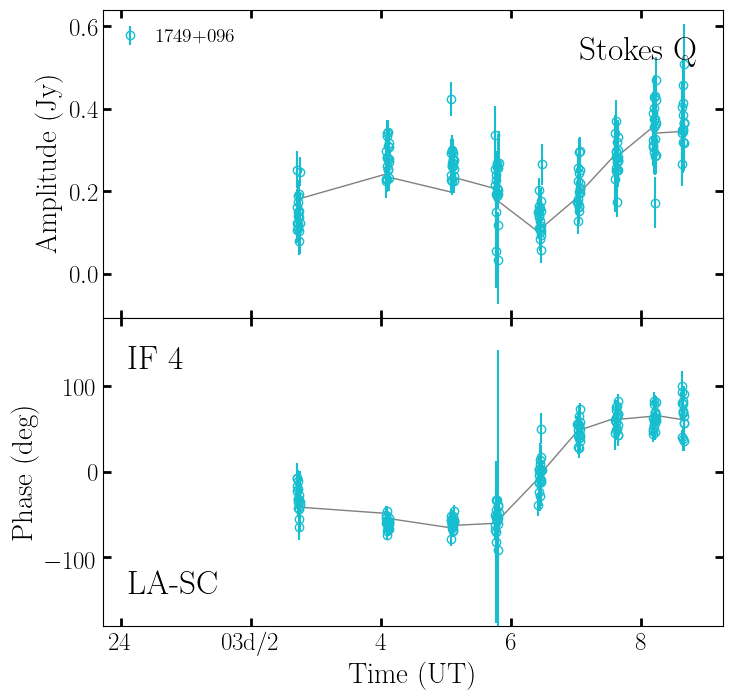 1749+096
Stokes Q
0.6
0.4
0.2
0.0
Amplitude (Jy)
IF 4
100
0
−100
Phase (deg)
LA-SC
24
03d/2
4
6
8
Time (UT)